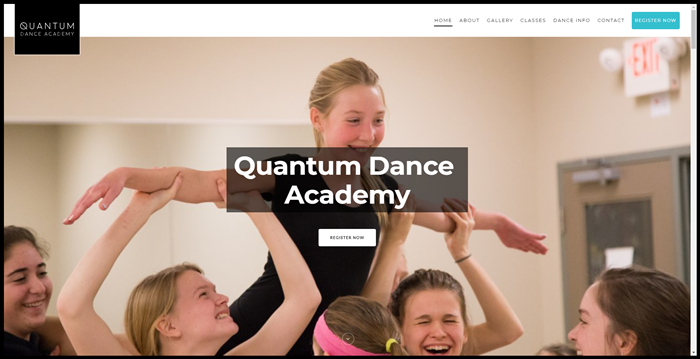 QUANTUM
DANCE ACADEMY
HOME
ABOUT
GALLERY
CLASSES
DANCE INFO
CONTACT
REGISTER NOW
EXIT
Quantum Dance
Academy
REGISTER NOW